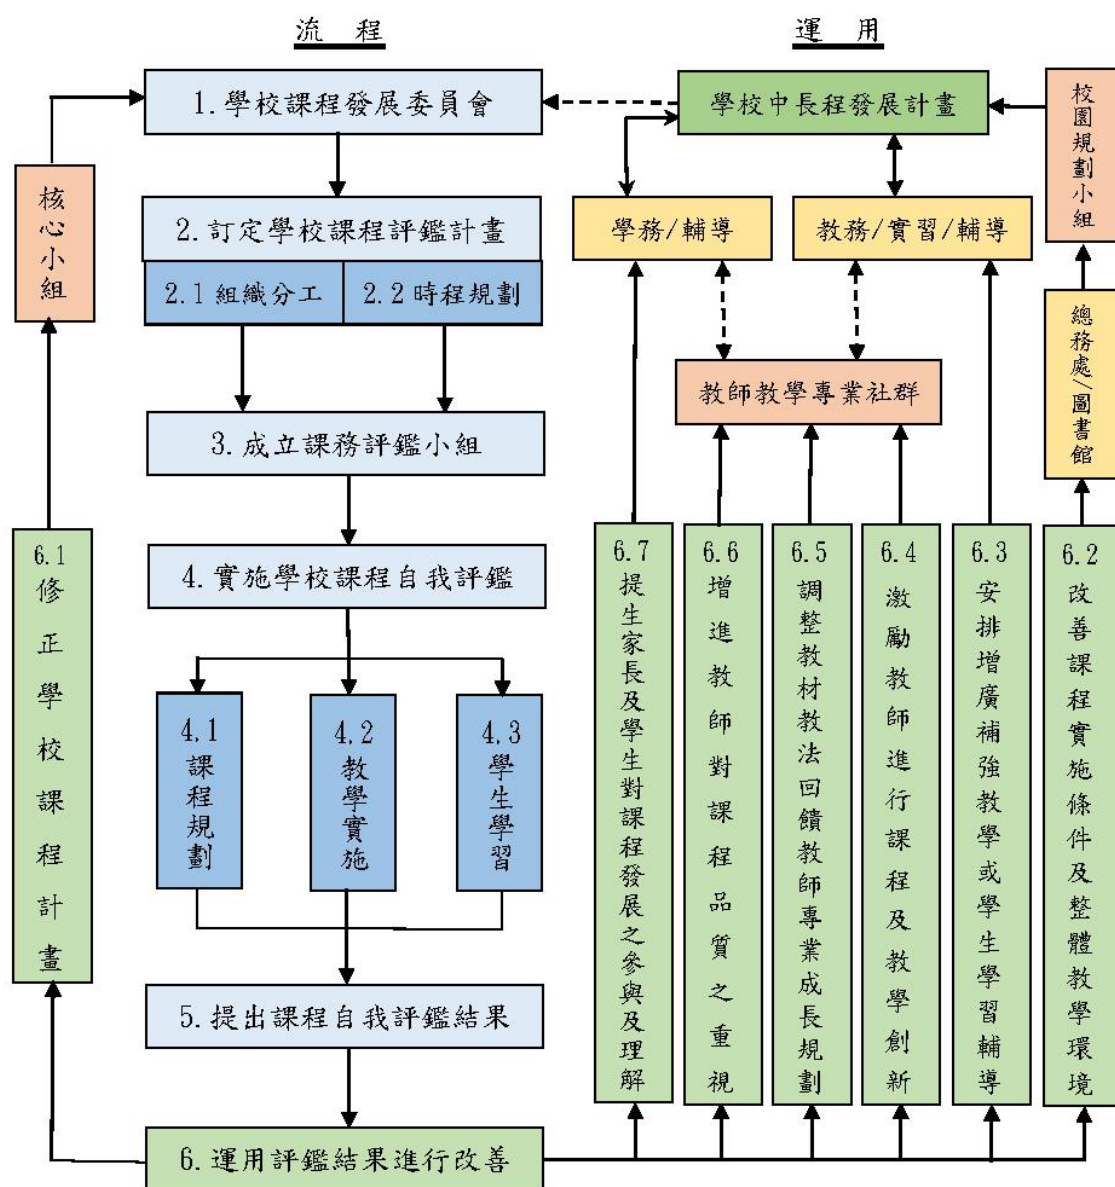 流 程
運 用
1.學校課程發展委員會
學校中長程發展計畫
校園規劃小組
核心小組
2.訂定學校課程評鑑計畫
2.1組織分工
2.2時程規劃
學務/輔導
教務/實習/輔導
總務處/圖書館
教師教學專業社群
3.成立課務評鑑小組
4.實施學校課程自我評鑑
4.1課程規劃
4.2教學實施
4.3學生學習
5.提出課程自我評鑑結果
6.運用評鑑結果進行改善
6.1修正學校課程計畫
6.7提生家長及學生對課程發展之參與及理解
6.6增進教師對課程品質之重視
6.5調整教材教法回饋教師專業成長規劃
6.4激勵教師進行課程及教學創新
6.3安排增廣補強教學或學生學習輔導
6.2改善課程實施條件及整體教學環境